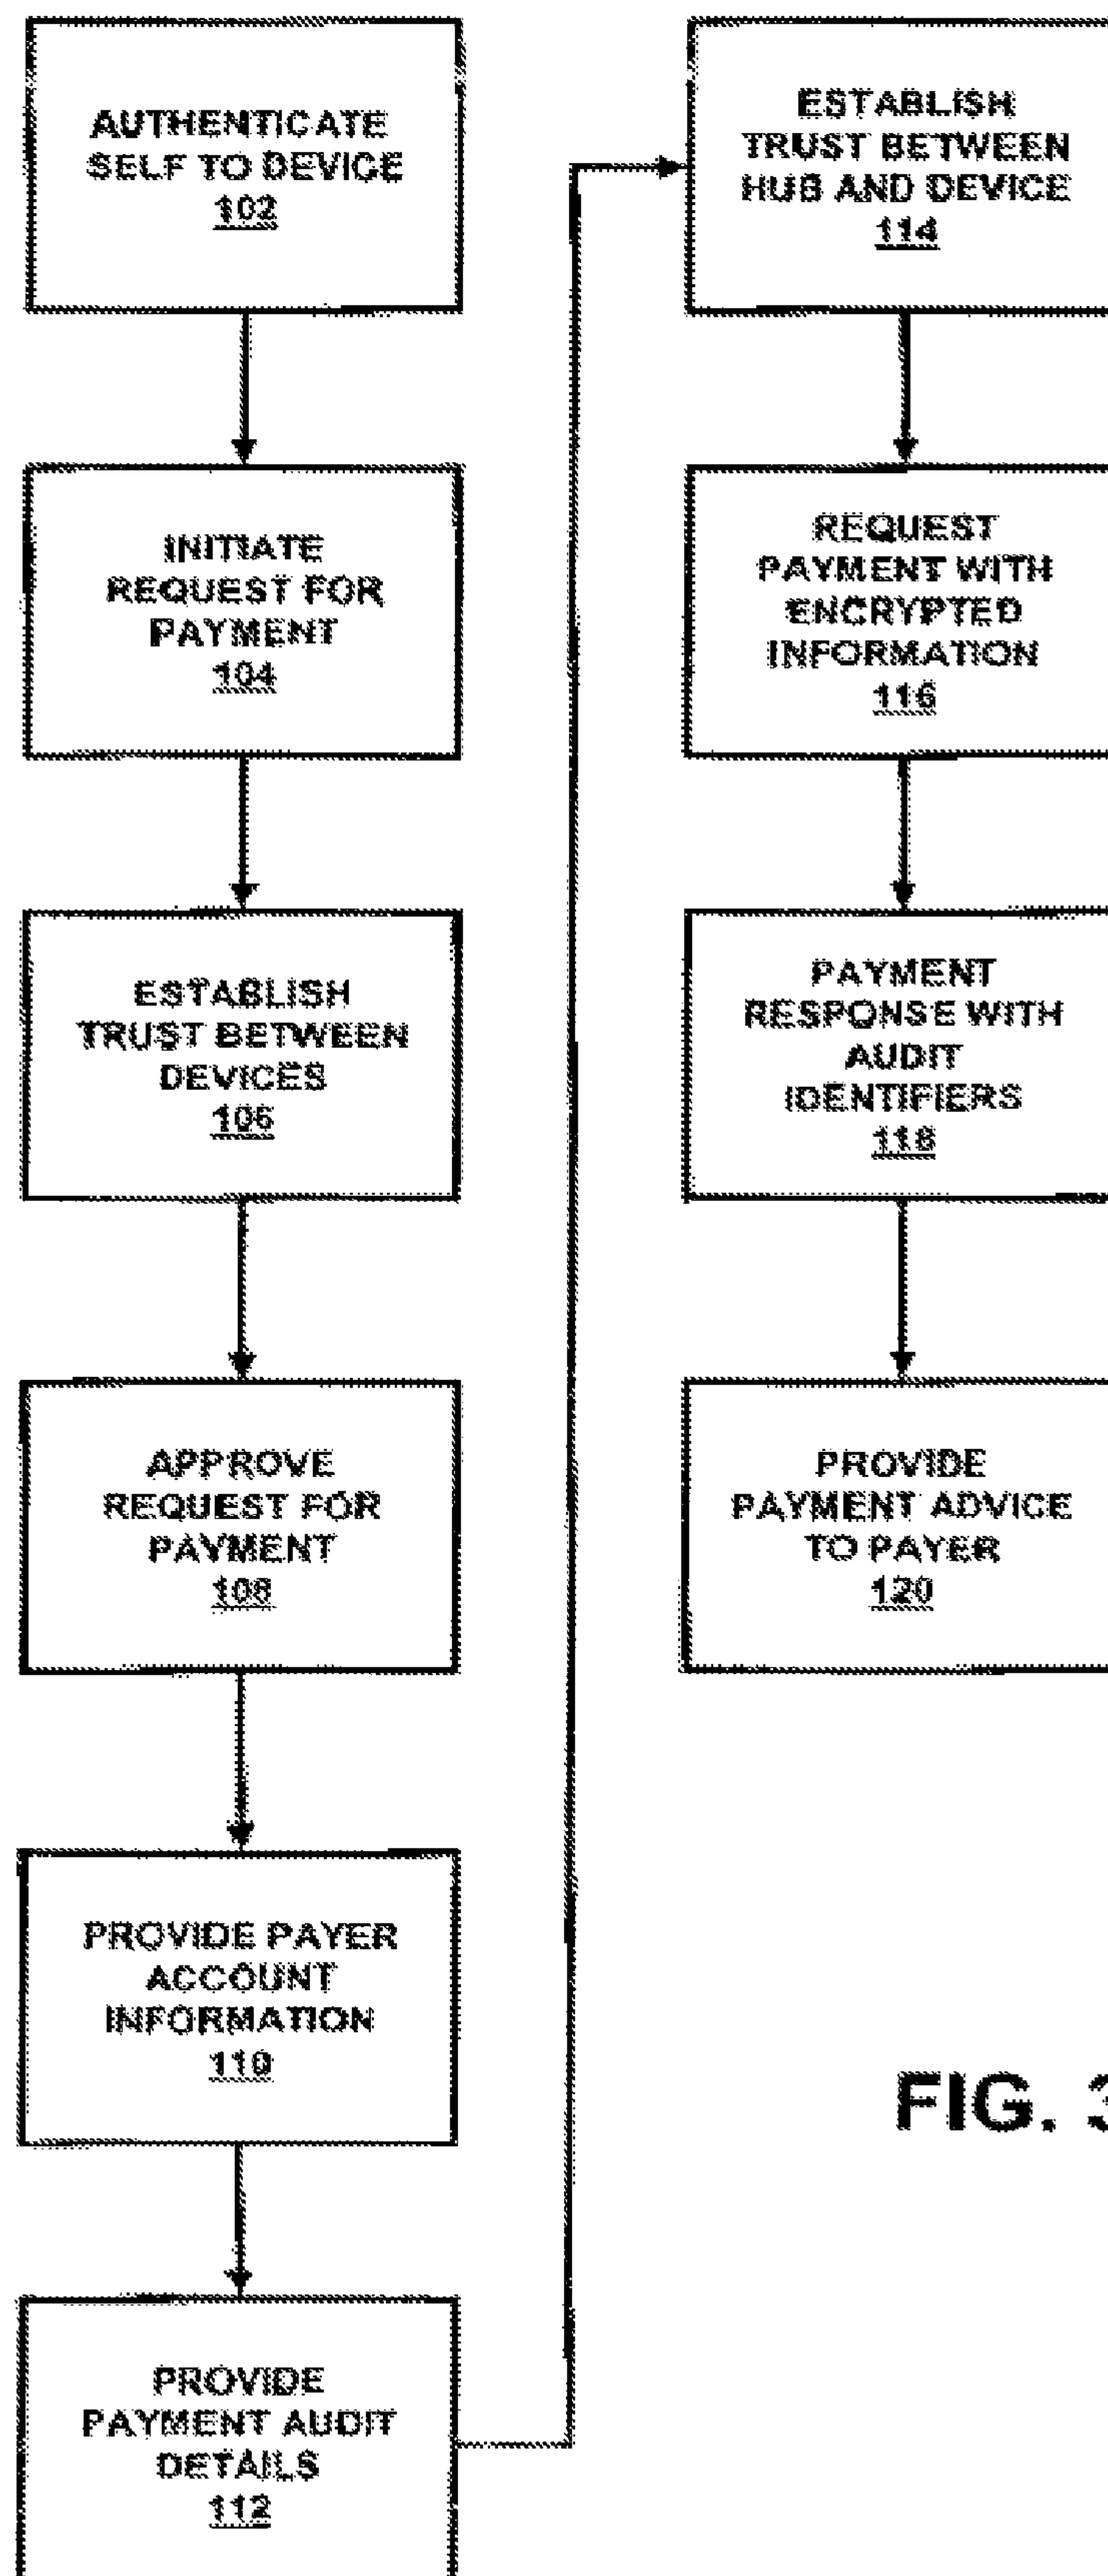 AUTHENTICATE
SELF TO DEVICE
102
INITIATE
REQUEST FOR
PAYMENT
104
ESTABLISH
TRUST BETWEEN
DEVICES
106
APPROVE
REQUEST FOR
PAYMENT
108
PROVIDE PAYER
ACCOUNT
INFORMATION
110
PROVIDE
PAYMENT AUDIT
DETAILS
112
ESTABLISH
TRUST BETWEEN
HUB AND DEVICE
114
REQUEST
PAYMENT WITH
ENCRYPTED
INFORMATION
116
PAYMENT
RESPONSE WITH
AUDIT
IDENTIFIERS
118
PROVIDE
PAYMENT ADVICE
TO PAYER
120
FIG. 3